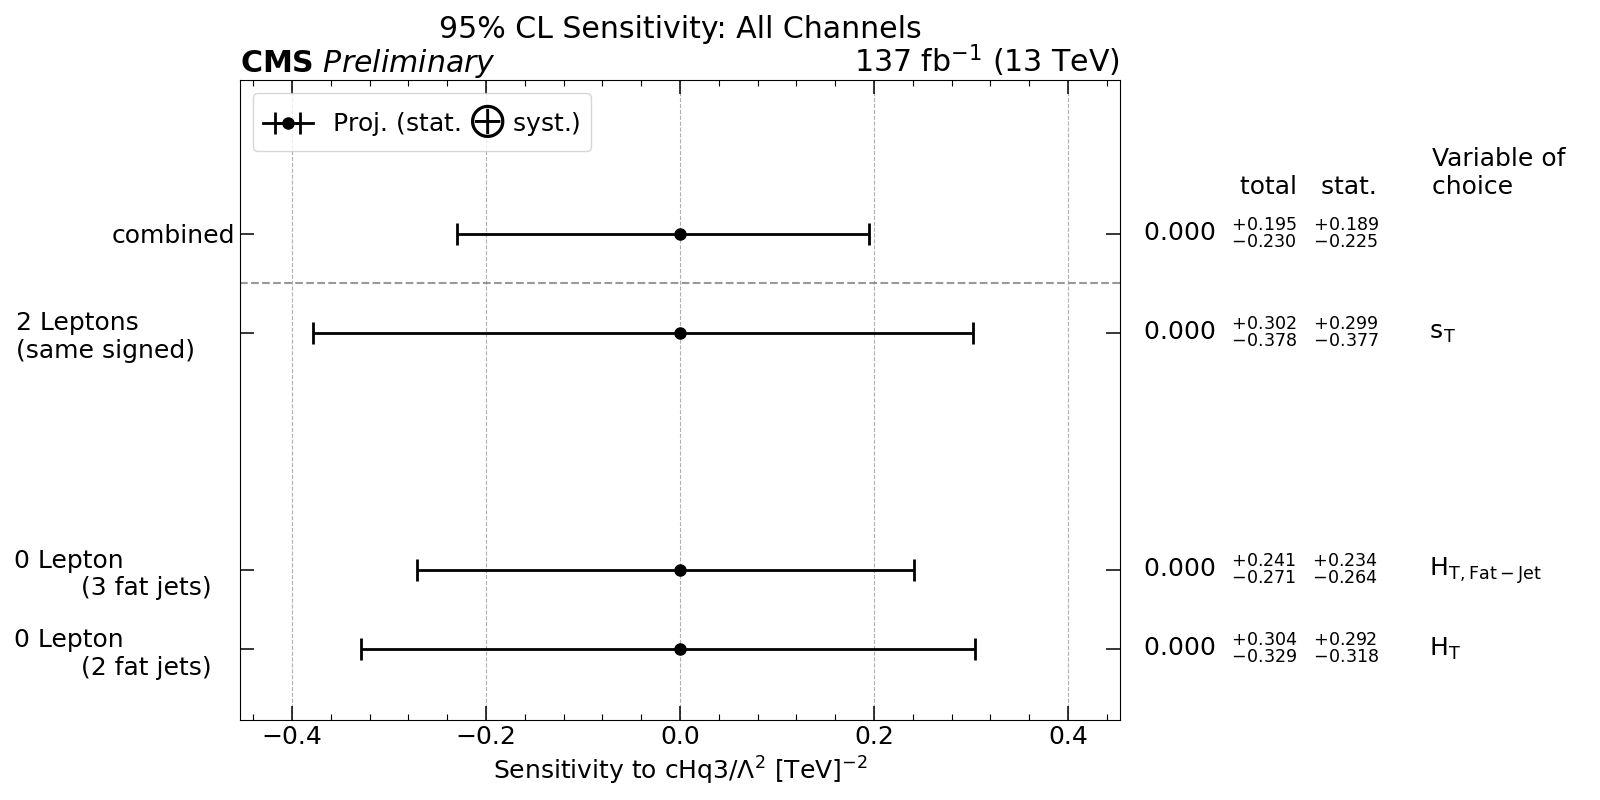 95% CL Sensitivity: All Channels
CMS Preliminary 137 fb⁻¹ (13 TeV)
Proj. (stat. ⊕ syst.)
Variable of
total stat. choice
combined 0.000 +0.195 −0.230 +0.189 −0.225
2 Leptons
(same signed) 0.000 +0.302 −0.378 +0.299 −0.377 s_T
0 Lepton
(3 fat jets) 0.000 +0.241 −0.271 +0.234 −0.264 H_T, Fat−Jet
0 Lepton
(2 fat jets) 0.000 +0.304 −0.329 +0.292 −0.318 H_T
−0.4 −0.2 0.0 0.2 0.4
Sensitivity to cHq3/Λ² [TeV]⁻²